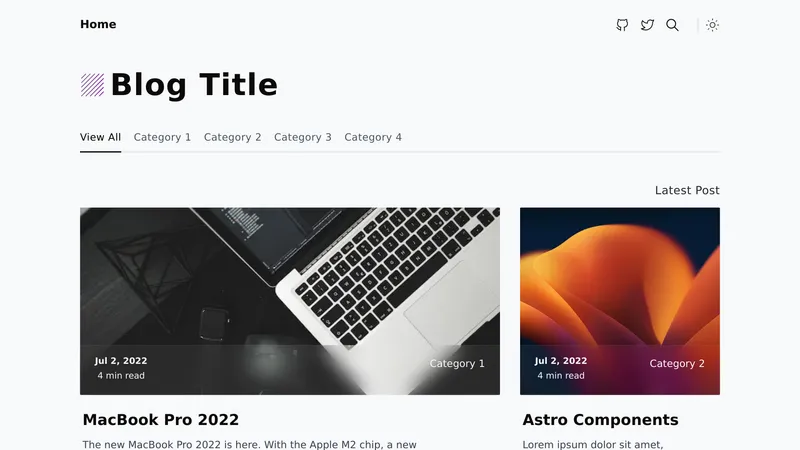 Home
Blog Title
View All Category 1 Category 2 Category 3 Category 4
Latest Post
Jul 2, 2022
4 min read
Category 1
Jul 2, 2022
4 min read
Category 2
MacBook Pro 2022
The new MacBook Pro 2022 is here. With the Apple M2 chip, a new
Astro Components
Lorem ipsum dolor sit amet,